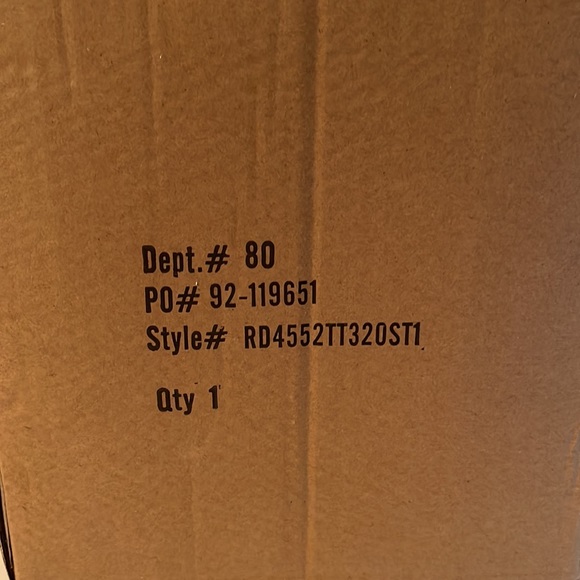 Dept.# 80
PO# 92-119651
Style# RD4552TT320ST1
Qty 1